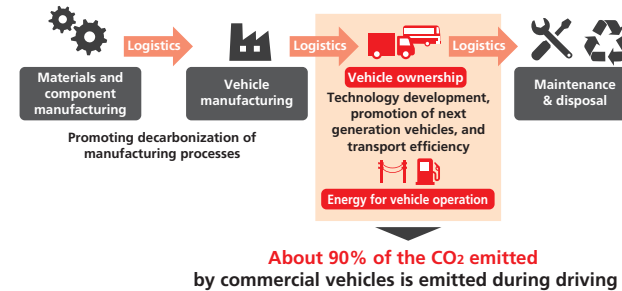 Logistics
Logistics
Logistics
Materials and
component
manufacturing
Vehicle
manufacturing
Vehicle ownership
Maintenance
& disposal
Technology development,
promotion of next
generation vehicles, and
transport efficiency
Promoting decarbonization of
manufacturing processes
Energy for vehicle operation
About 90% of the CO2 emitted
by commercial vehicles is emitted during driving